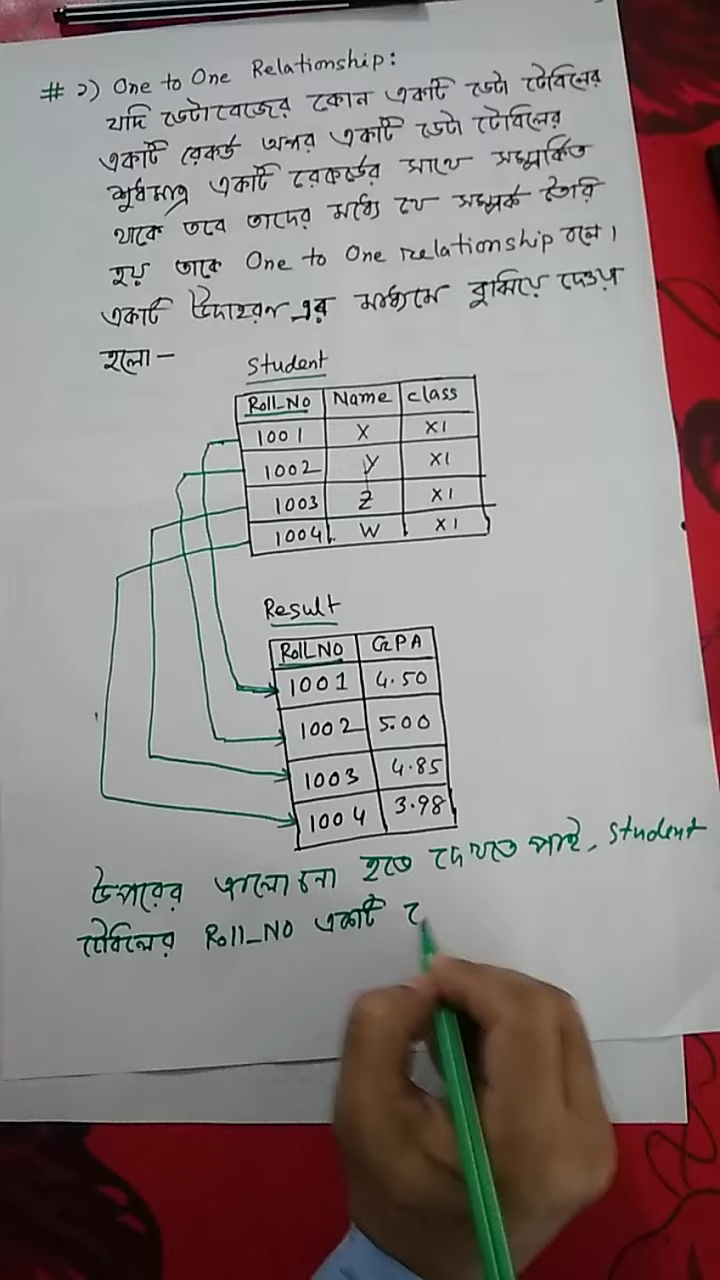 # ১) One to One Relationship:
যদি ডেটাবেজের কোন একটি ডেটা টেবিলের
একটি রেকর্ড অপর একটি ডেটা টেবিলের
শুধুমাত্র একটি রেকর্ডের সাথে সম্পর্কিত
থাকে তবে তাদের মধ্যে যে সম্পর্ক তৈরি
হয় তাকে One to One Relationship বলে।
একটি উদাহরন এর মাধ্যমে বুঝিয়ে দেওয়া
হলো-
Student
Roll_No Name class
1001 X XI
1002 Y XI
1003 Z XI
1004 W XI
Result
Roll_No GPA
1001 4.50
1002 5.00
1003 4.85
1004 3.98
উপরের আলোচনা হতে দেখতে পাই, Student
টেবিলের Roll_No একটি